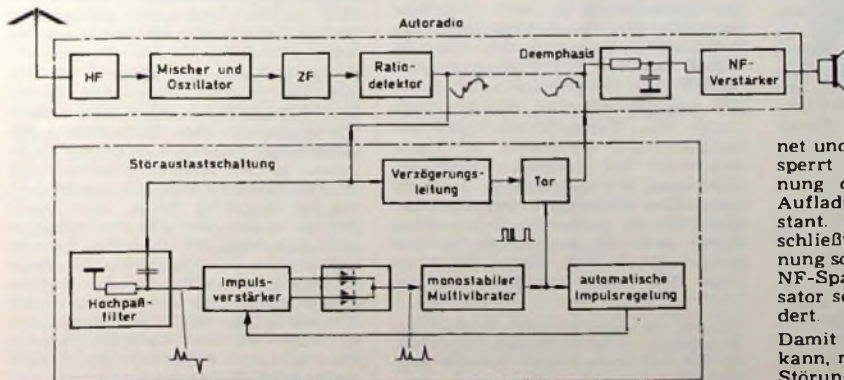 Autoradio
HF
Mischer und
Oszillator
ZF
Ratio-
detektor
Deemphasis
NF-
Verstärker
Störaustastschaltung
Verzögerungs-
leitung
Tor
Hochpaß-
filter
Impuls-
verstärker
monostabiler
Multivibrator
automatische
Impulsregelung
net und
sperrt
nung d
Auflad
stant.
schließ
nung so
NF-Spa
sator so
dert.
Damit
kann, r
Störun